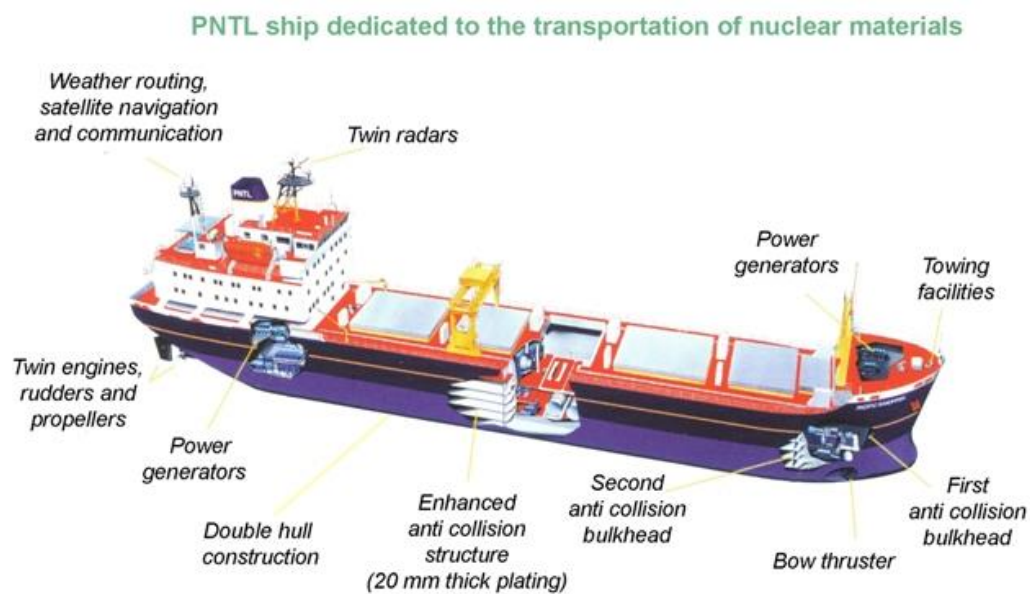 PNTL ship dedicated to the transportation of nuclear materials
Weather routing,
satellite navigation
and communication
Twin radars
PNTL
Power
generators
Towing
facilities
Twin engines,
rudders and
propellers
Power
generators
Double hull
construction
Enhanced
anti collision
structure
(20 mm thick plating)
Second
anti collision
bulkhead
Bow thruster
First
anti collision
bulkhead